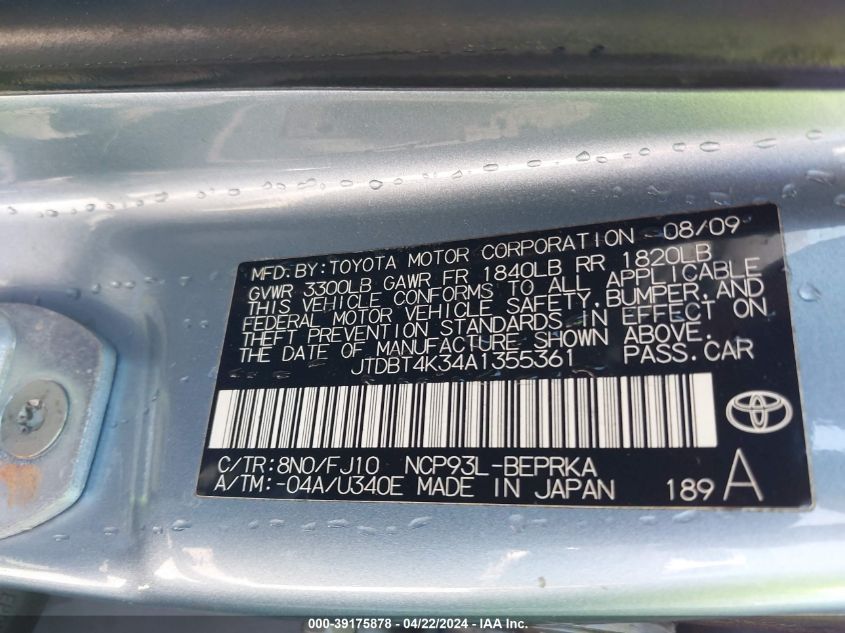 MFD. BY: TOYOTA MOTOR CORPORATION 08/09
GVWR 3300LB GAWR FR 1840LB RR 1820LB
THIS VEHICLE CONFORMS TO ALL APPLICABLE
FEDERAL MOTOR VEHICLE SAFETY, BUMPER, AND
THEFT PREVENTION STANDARDS IN EFFECT ON
THE DATE OF MANUFACTURE SHOWN ABOVE.
JTDBT4K34A1355361 PASS. CAR
C/TR:8N0/FJ10 NCP93L-BEPRKA
A/TM:-04A/U340E MADE IN JAPAN 189 A
000-39175878 - 04/22/2024 - IAAI.com